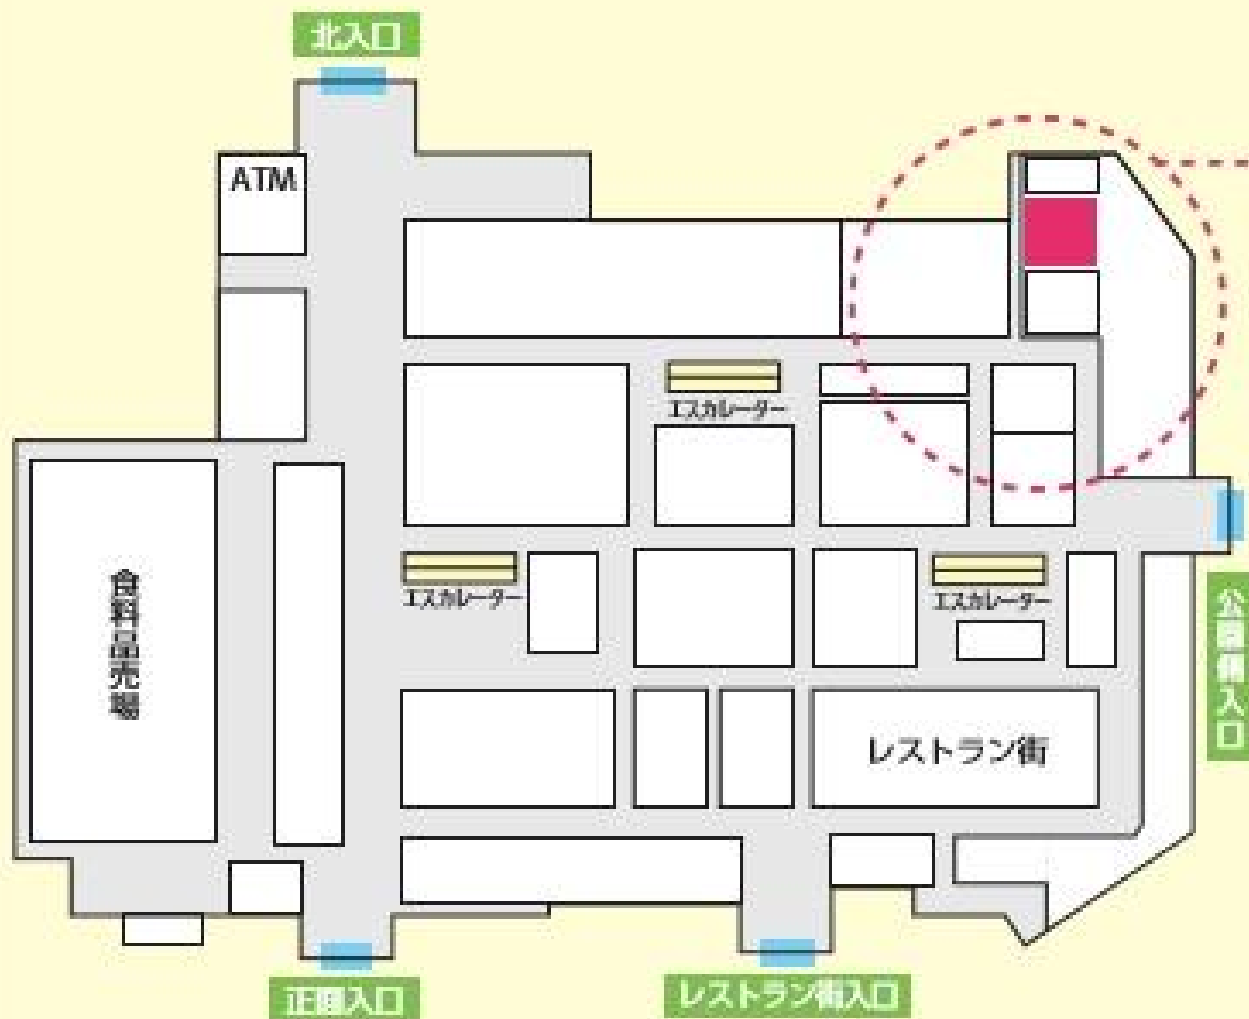 北入口
ATM
エスカレーター
エスカレーター
エスカレーター
食料品売場
公園側入口
レストラン街
正面入口
レストラン街入口